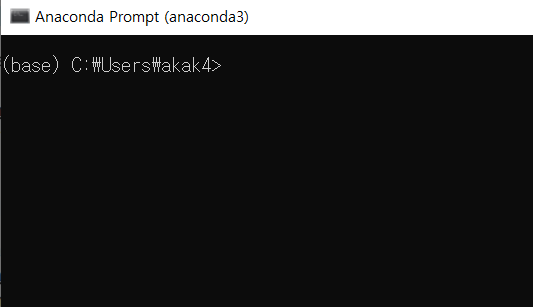 Anaconda Prompt (anaconda3)
(base) C:₩Users₩akak4>